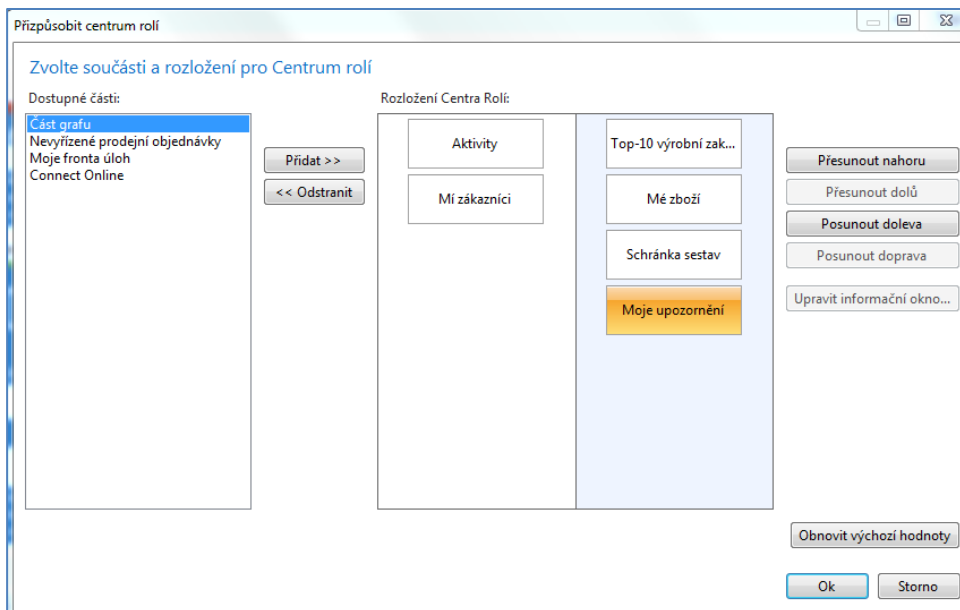 Přizpůsobit centrum rolí
Zvolte součásti a rozložení pro Centrum rolí
Dostupné části:
Část grafu
Nevyřízené prodejní objednávky
Moje fronta úloh
Connect Online
Přidat >>
<< Odstranit
Rozložení Centra Rolí:
Aktivity
Mí zákazníci
Top-10 výrobní zak...
Mé zboží
Schránka sestav
Moje upozornění
Přesunout nahoru
Přesunout dolů
Posunout doleva
Posunout doprava
Upravit informační okno...
Obnovit výchozí hodnoty
Ok
Storno